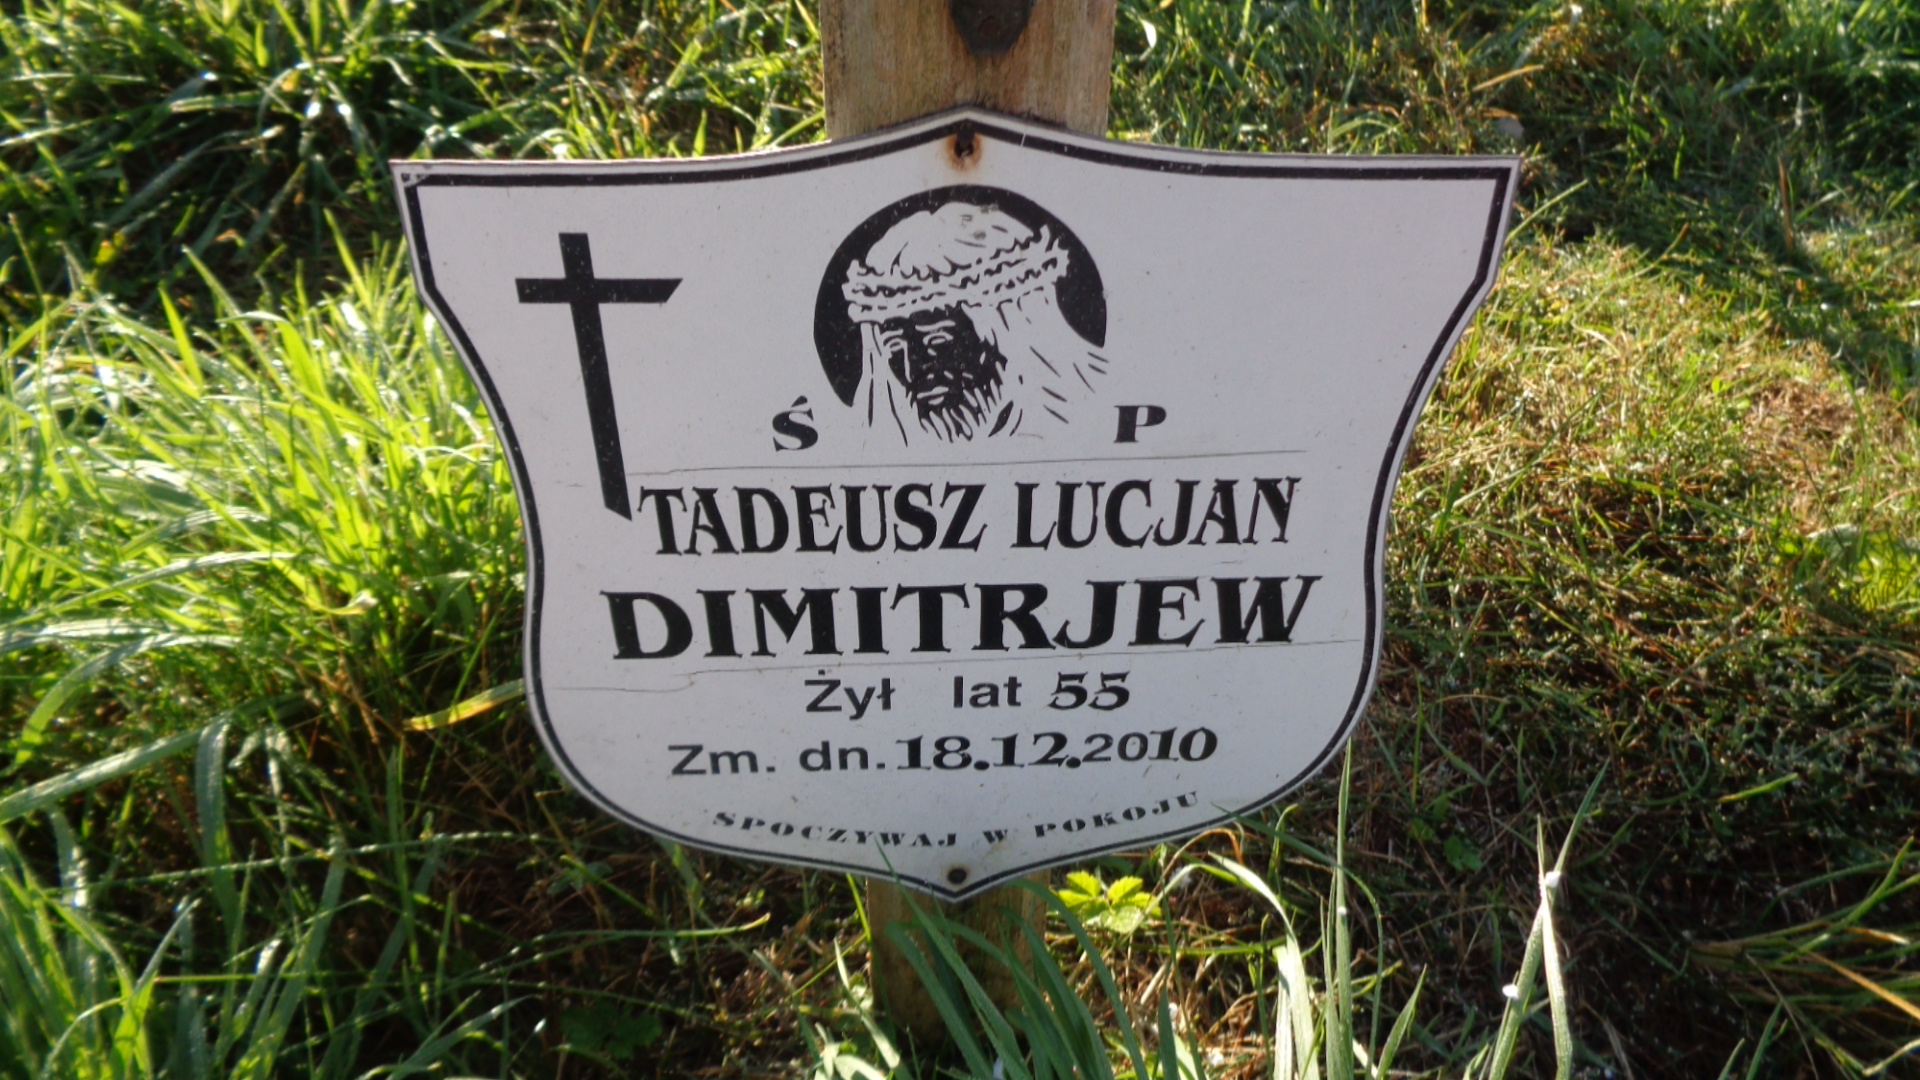 Ś P
TADEUSZ LUCJAN
DIMITRJEW
Żył lat 55
Zm. dn. 18.12.2010
SPOCZYWAJ W POKOJU